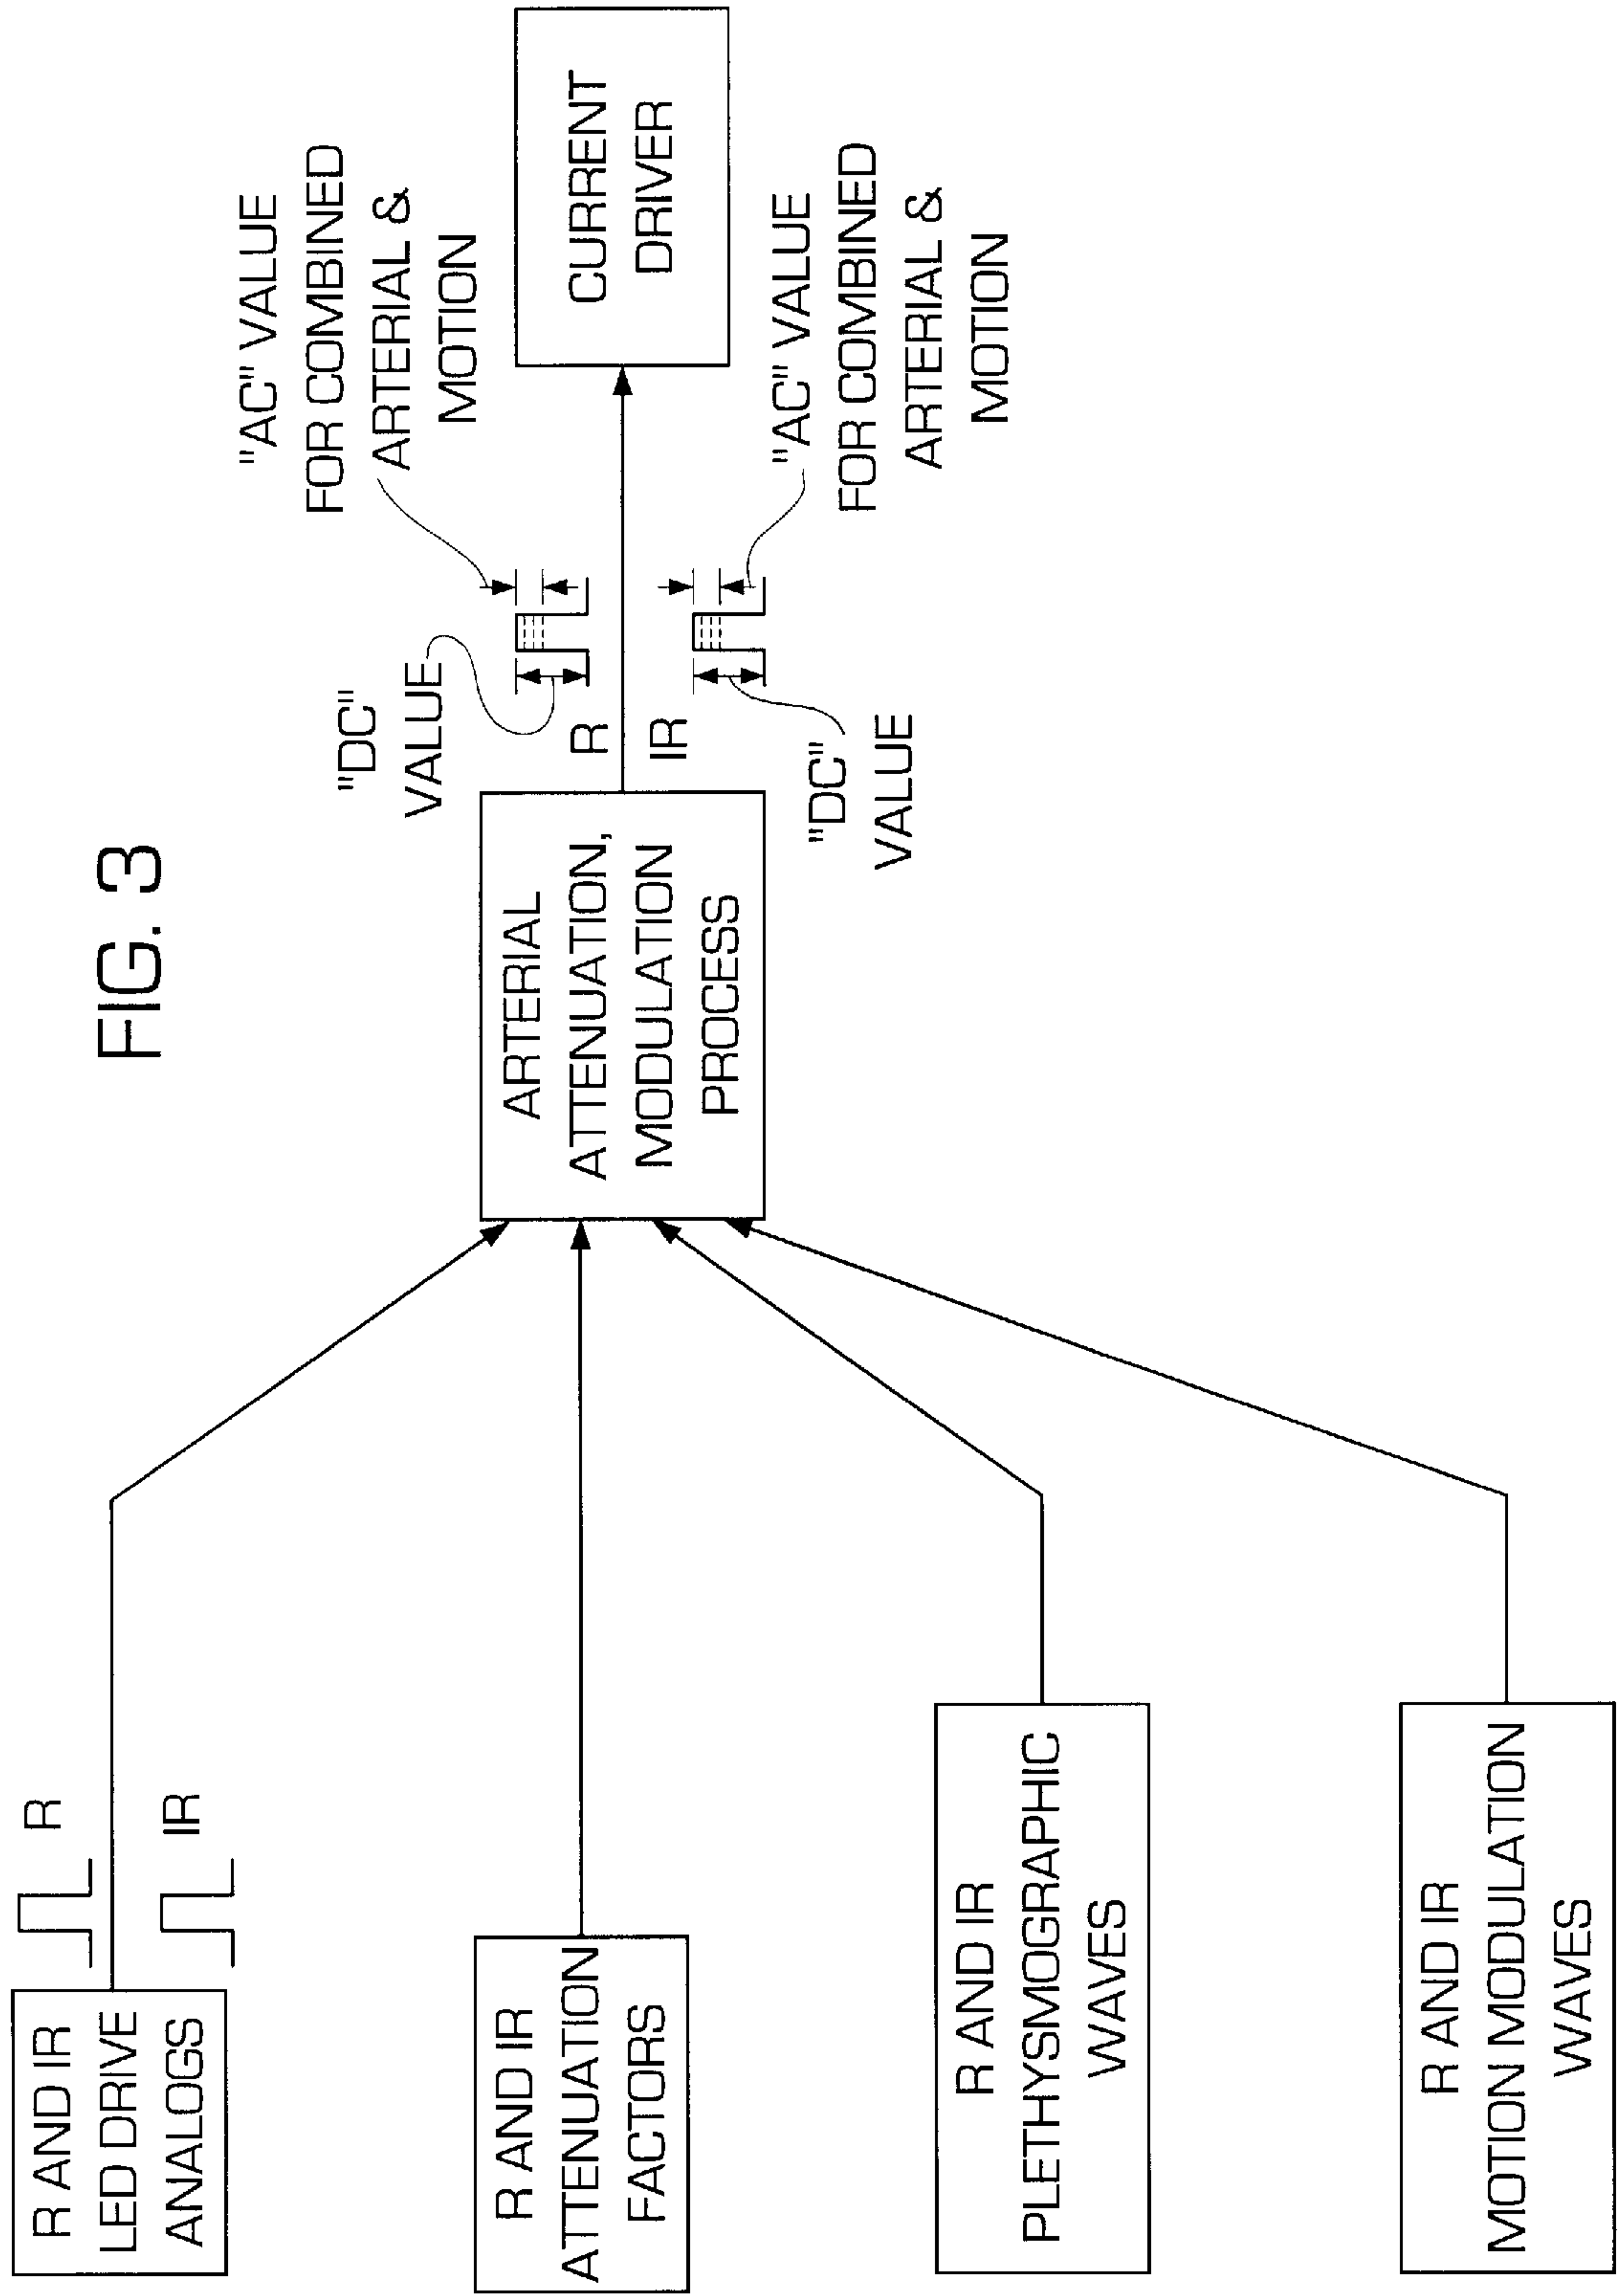 FIG. 3
R AND IR
LED DRIVE
ANALOGS
R
IR
R AND IR
ATTENUATION
FACTORS
R AND IR
PLETHYSMOGRAPHIC
WAVES
R AND IR
MOTION MODULATION
WAVES
ARTERIAL
ATTENUATION,
MODULATION
PROCESS
"DC"
VALUE
R
IR
"DC"
VALUE
"AC" VALUE
FOR COMBINED
ARTERIAL &
MOTION
"AC" VALUE
FOR COMBINED
ARTERIAL &
MOTION
CURRENT
DRIVER